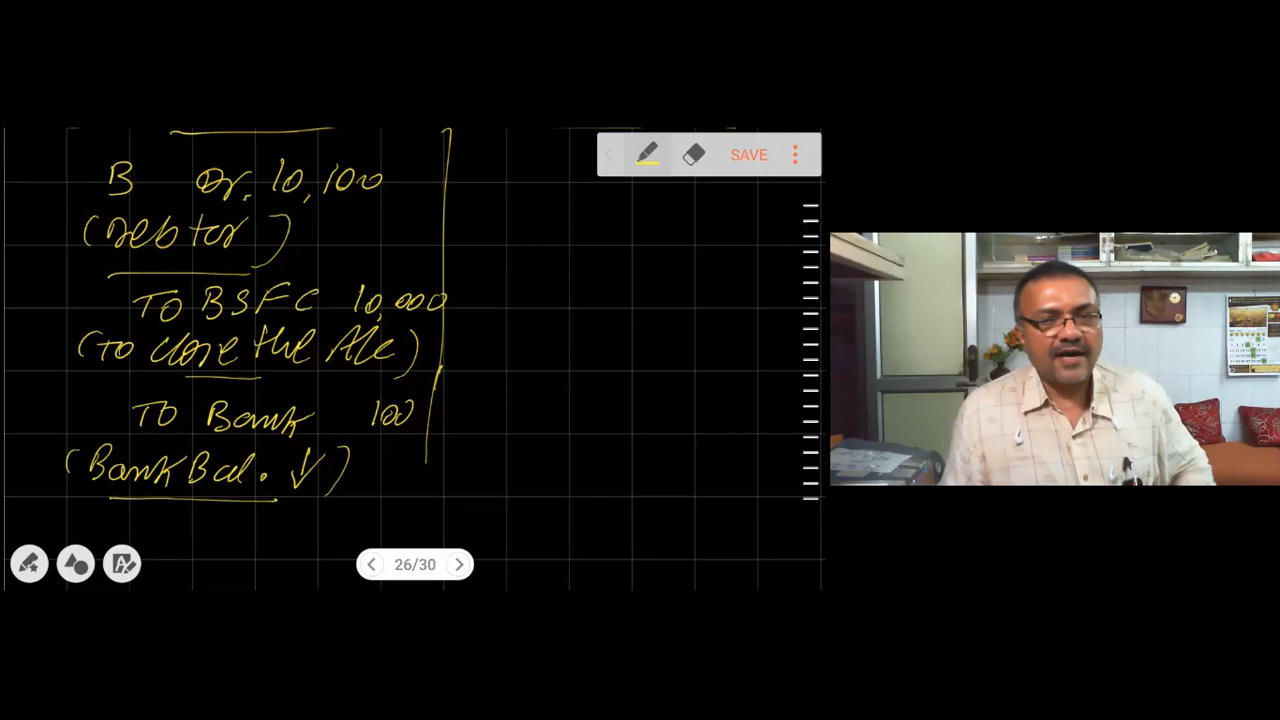 SAVE
B Dr. 10,100
(Debtor)
TO BSFC 10,000
(To close the A/c)
TO Bank 100
(Bank Bal. ↓)
26/30